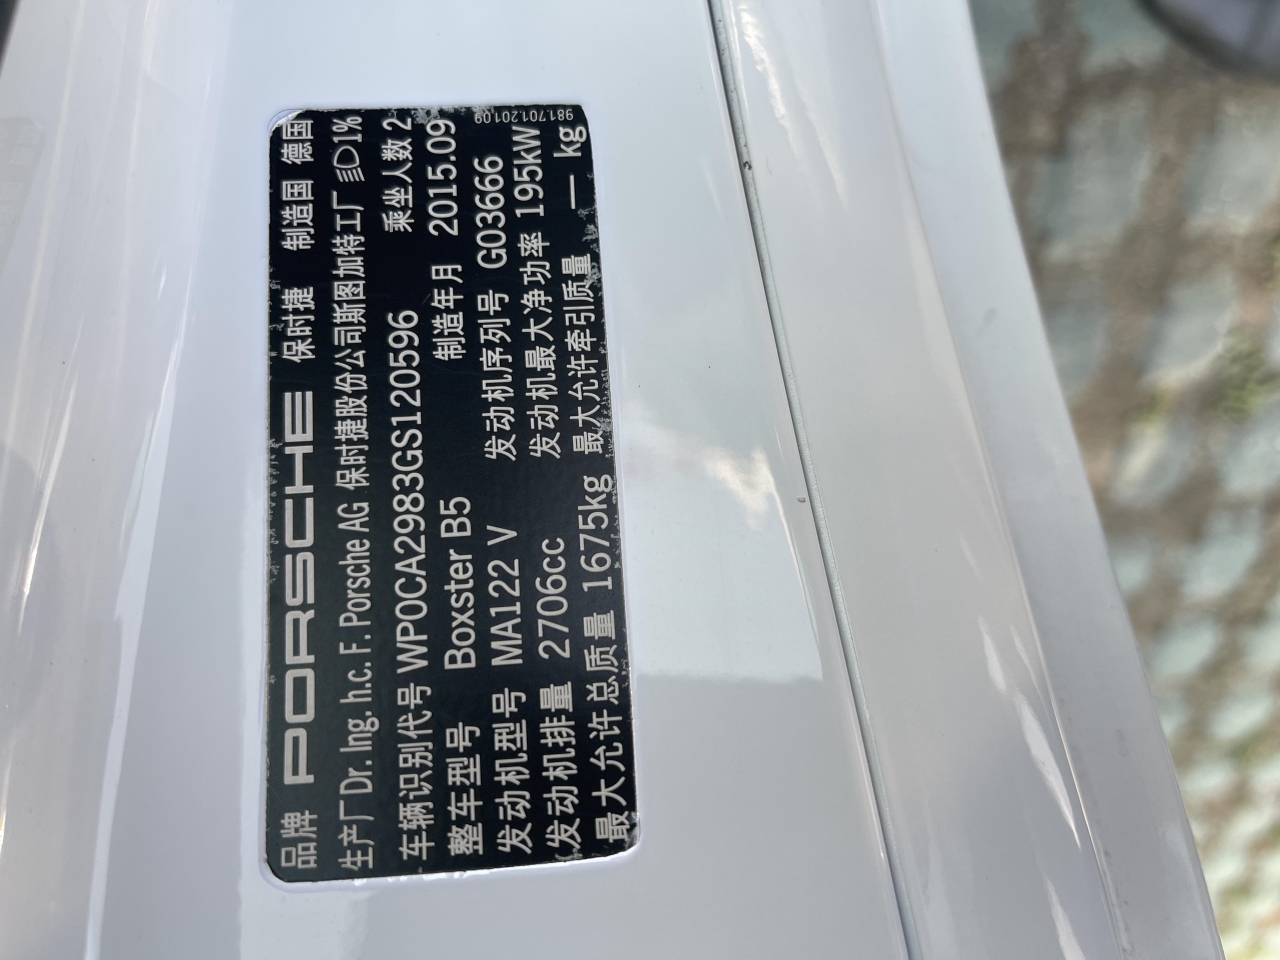 品牌 PORSCHE 保时捷 制造国 德国
生产厂 Dr. Ing. h.c. F. Porsche AG 保时捷股份公司斯图加特工厂 1%
车辆识别代号 WP0CA2983GS120596 乘坐人数 2
整车型号 Boxster B5 制造年月 2015.09
发动机型号 MA122 V 发动机序列号 G03666
发动机排量 2706cc 发动机最大净功率 195kW
最大允许总质量 1675kg 最大允许牵引质量 — kg
981.701.201.09